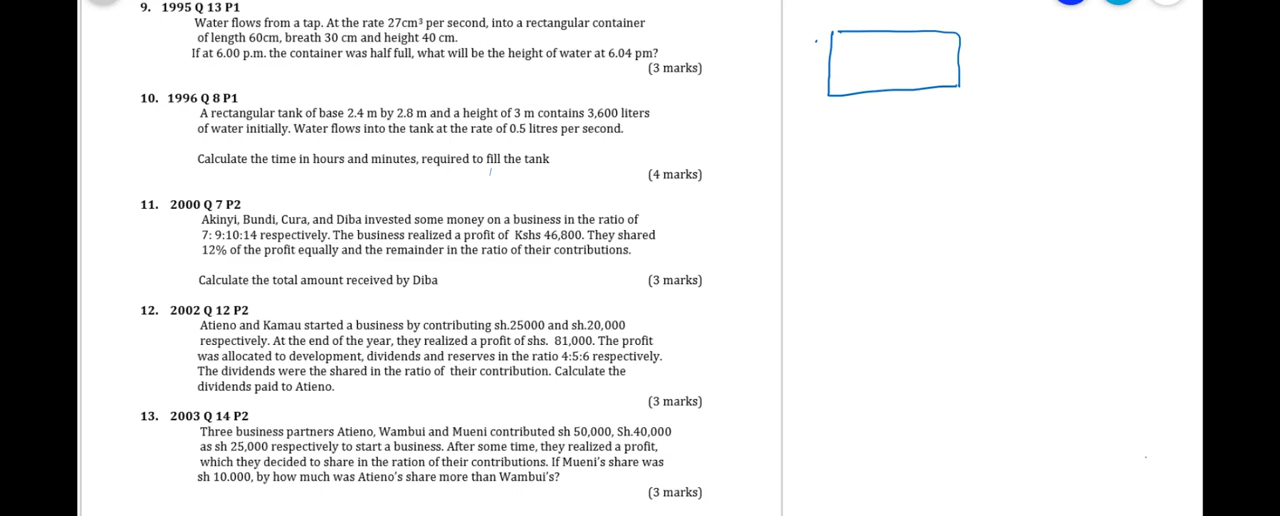 9. 1995 Q 13 P1
Water flows from a tap. At the rate 27cm³ per second, into a rectangular container
of length 60cm, breath 30 cm and height 40 cm.
If at 6.00 p.m. the container was half full, what will be the height of water at 6.04 pm?
(3 marks)
10. 1996 Q 8 P1
A rectangular tank of base 2.4 m by 2.8 m and a height of 3 m contains 3,600 liters
of water initially. Water flows into the tank at the rate of 0.5 litres per second.
Calculate the time in hours and minutes, required to fill the tank
(4 marks)
11. 2000 Q 7 P2
Akinyi, Bundi, Cura, and Diba invested some money on a business in the ratio of
7: 9:10:14 respectively. The business realized a profit of Kshs 46,800. They shared
12% of the profit equally and the remainder in the ratio of their contributions.
Calculate the total amount received by Diba (3 marks)
12. 2002 Q 12 P2
Atieno and Kamau started a business by contributing sh.25000 and sh.20,000
respectively. At the end of the year, they realized a profit of shs. 81,000. The profit
was allocated to development, dividends and reserves in the ratio 4:5:6 respectively.
The dividends were the shared in the ratio of their contribution. Calculate the
dividends paid to Atieno.
(3 marks)
13. 2003 Q 14 P2
Three business partners Atieno, Wambui and Mueni contributed sh 50,000, Sh.40,000
as sh 25,000 respectively to start a business. After some time, they realized a profit,
which they decided to share in the ration of their contributions. If Mueni's share was
sh 10.000, by how much was Atieno's share more than Wambui's?
(3 marks)